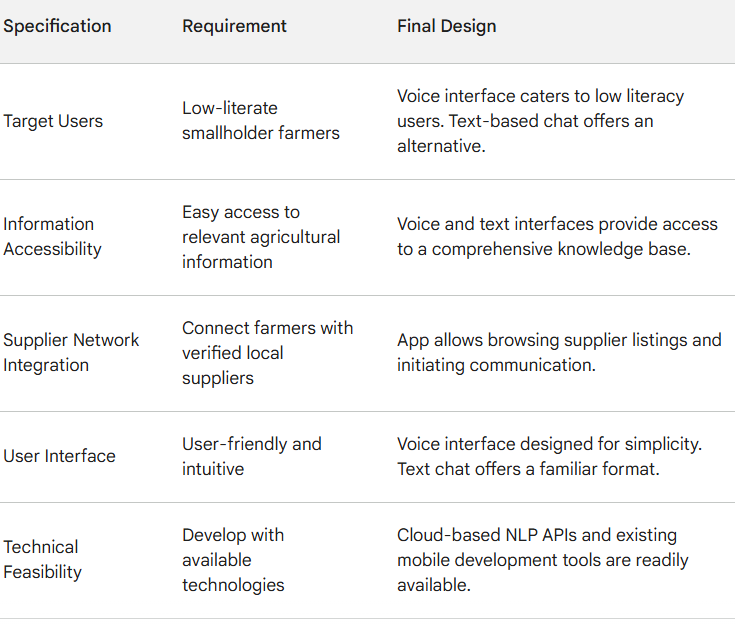 Specification
Requirement
Final Design
Target Users
Low-literate
smallholder farmers
Voice interface caters to low literacy
users. Text-based chat offers an
alternative.
Information
Accessibility
Easy access to
relevant agricultural
information
Voice and text interfaces provide access
to a comprehensive knowledge base.
Supplier Network
Integration
Connect farmers with
verified local
suppliers
App allows browsing supplier listings and
initiating communication.
User Interface
User-friendly and
intuitive
Voice interface designed for simplicity.
Text chat offers a familiar format.
Technical
Feasibility
Develop with
available
technologies
Cloud-based NLP APIs and existing
mobile development tools are readily
available.